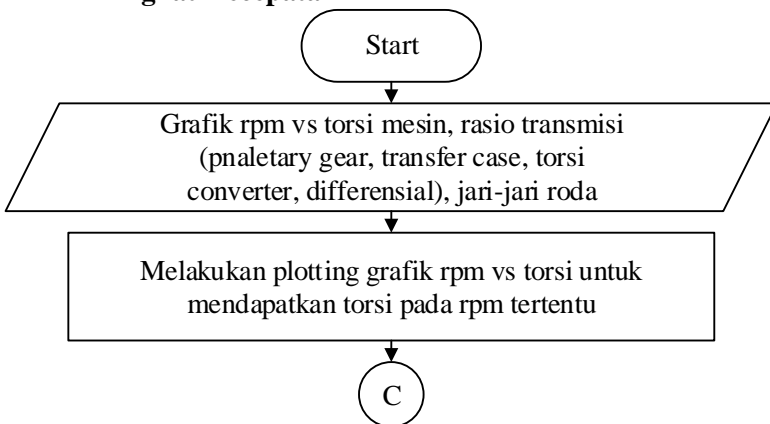 Start
Grafik rpm vs torsi mesin, rasio transmisi
(pnaletary gear, transfer case, torsi
converter, differensial), jari-jari roda
Melakukan plotting grafik rpm vs torsi untuk
mendapatkan torsi pada rpm tertentu
C